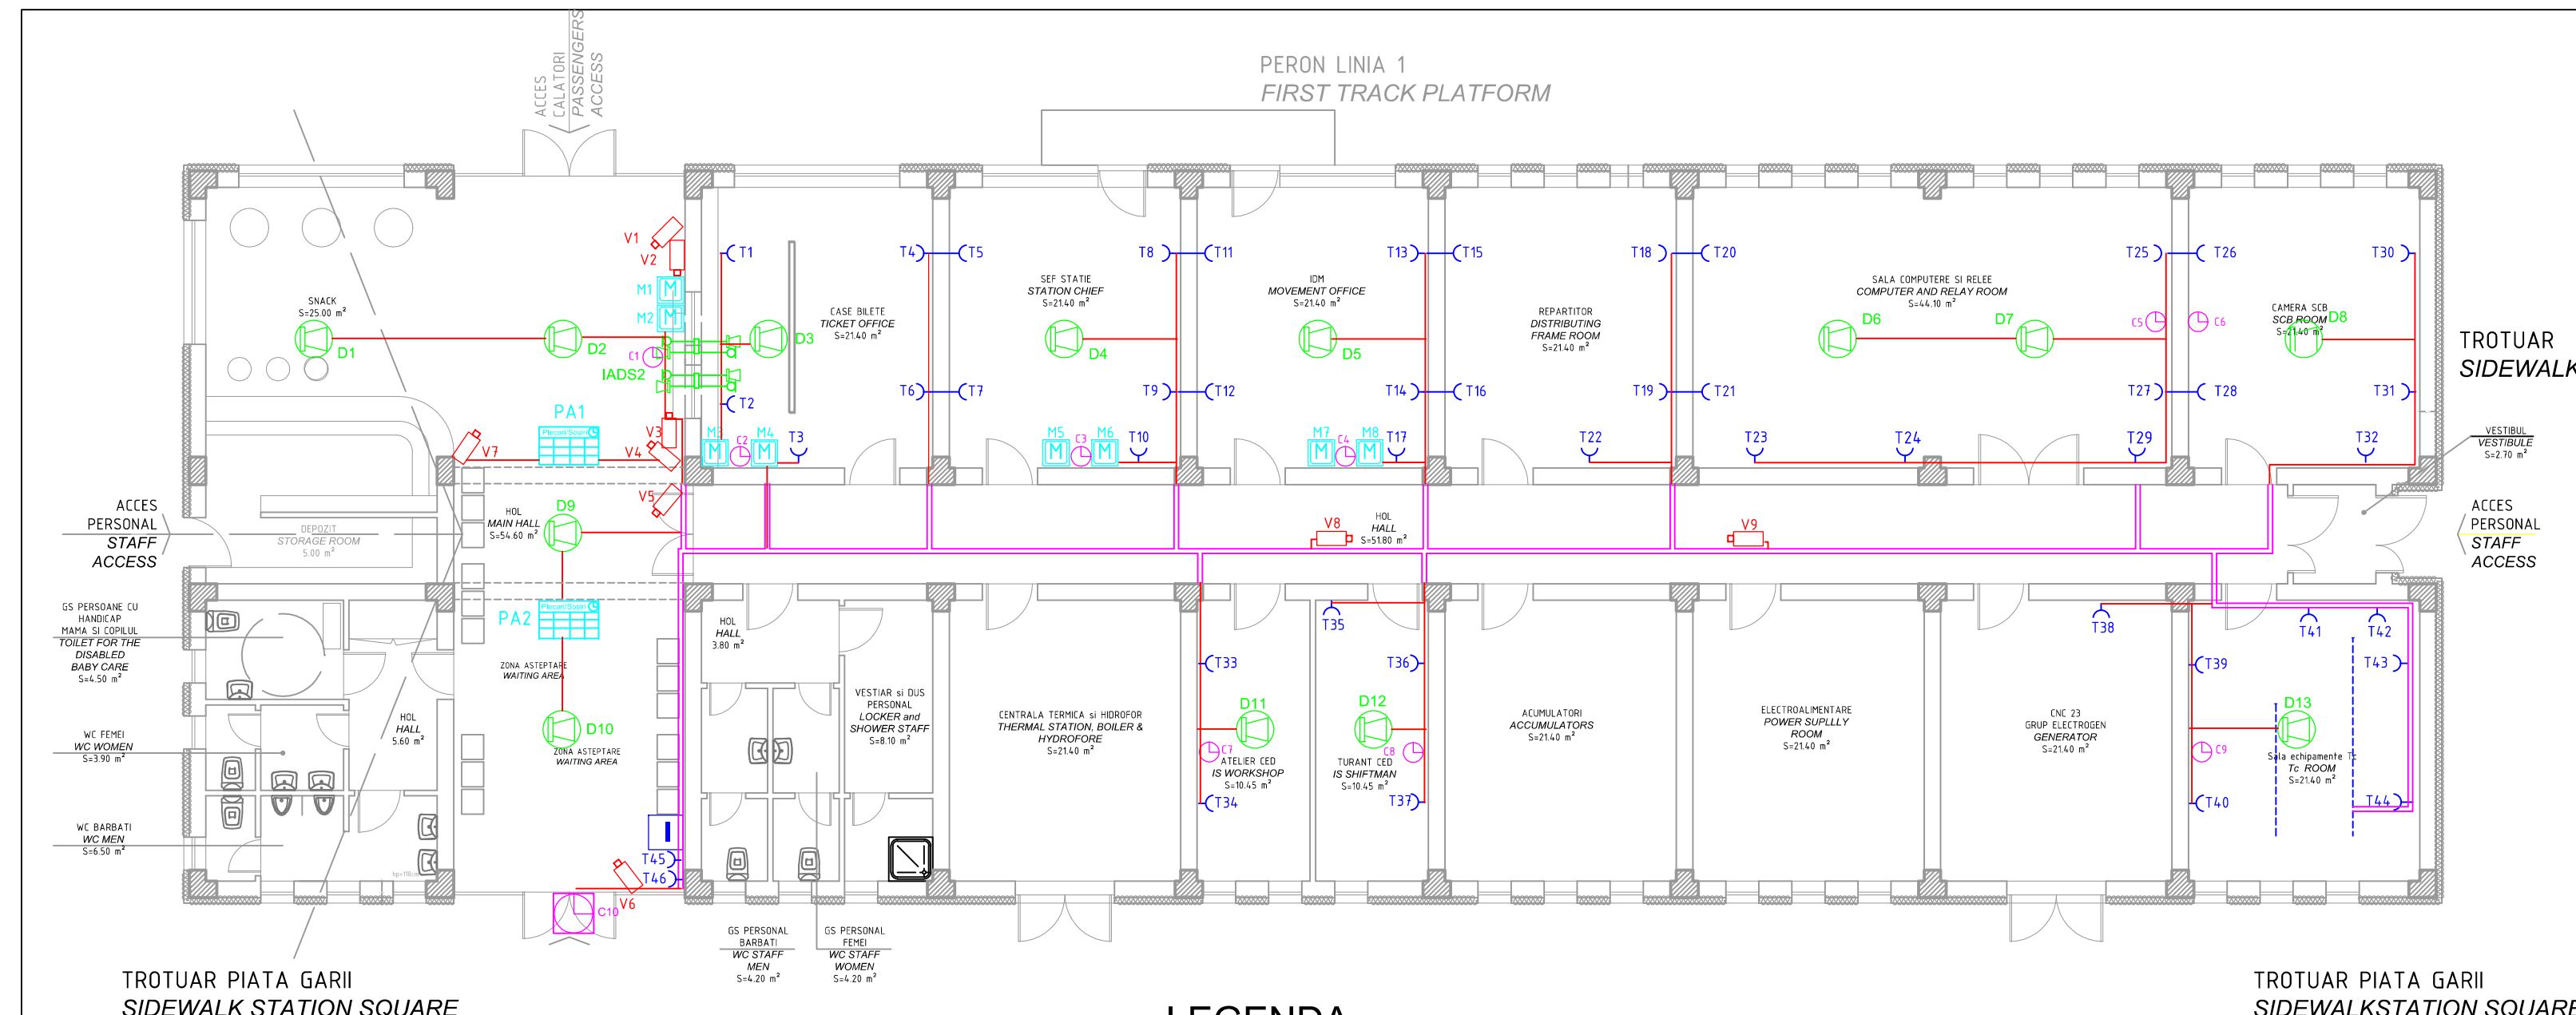 ACCES
CALATORI
PASSENGERS
ACCESS
PERON LINIA 1
FIRST TRACK PLATFORM
V1
V2
M1
M
M2
M
SNACK
S=25.00 m²
D1
D2
C1
IADS2
PA1
Plecari/Sosiri
V3
V4
V7
V5
T1
T2
T3
D3
CASE BILETE
TICKET OFFICE
S=21.40 m²
M3
M
C2
M4
M
T4
T5
T6
T7
SEF STATIE
STATION CHIEF
S=21.40 m²
D4
M5
M
C3
M6
M
T10
T8
T11
T9
T12
IDM
MOVEMENT OFFICE
S=21.40 m²
D5
M7
M
C4
M8
M
T17
T13
T15
T14
T16
REPARTITOR
DISTRIBUTING
FRAME ROOM
S=21.40 m²
T22
T18
T20
T19
T21
SALA COMPUTERE SI RELEE
COMPUTER AND RELAY ROOM
S=44.10 m²
D6
D7
T23
T24
T29
T25
T26
C5
C6
T27
T28
CAMERA SCB
SCB ROOM
S=21.40 m²
D8
T30
T31
T32
TROTUAR
SIDEWALK
VESTIBUL
VESTIBULE
S=2.70 m²
ACCES
PERSONAL
STAFF
ACCESS
DEPOZIT
STORAGE ROOM
5.00 m²
HOL
MAIN HALL
S=54.60 m²
D9
V8
HOL
HALL
S=51.80 m²
V9
ACCES
PERSONAL
STAFF
ACCESS
GS PERSOANE CU
HANDICAP
MAMA SI COPILUL
TOILET FOR THE
DISABLED
BABY CARE
S=4.50 m²
WC FEMEI
WC WOMEN
S=3.90 m²
WC BARBATI
WC MEN
S=6.50 m²
HOL
HALL
5.60 m²
PA2
Plecari/Sosiri
ZONA ASTEPTARE
WAITING AREA
D10
ZONA ASTEPTARE
WAITING AREA
T45
T46
V6
C10
HOL
HALL
3.80 m²
VESTIAR si DUS
PERSONAL
LOCKER and
SHOWER STAFF
S=8.10 m²
CENTRALA TERMICA si HIDROFOR
THERMAL STATION, BOILER &
HYDROFORE
S=21.40 m²
T33
D11
C7
ATELIER CED
IS WORKSHOP
S=10.45 m²
T34
T35
T36
D12
C8
TURANT CED
IS SHIFTMAN
S=10.45 m²
T37
ACUMULATORI
ACCUMULATORS
S=21.40 m²
ELECTROALIMENTARE
POWER SUPLLLY
ROOM
S=21.40 m²
T38
CNC 23
GRUP ELECTROGEN
GENERATOR
S=21.40 m²
T39
C9
T40
T41
T42
T43
D13
Sala echipamente Tc
Tc ROOM
S=21.40 m²
T44
GS PERSONAL
BARBATI
WC STAFF
MEN
S=4.20 m²
GS PERSONAL
FEMEI
WC STAFF
WOMEN
S=4.20 m²
TROTUAR PIATA GARII
SIDEWALK STATION SQUARE
LEGENDA
TROTUAR PIATA GARII
SIDEWALKSTATION SQUARE